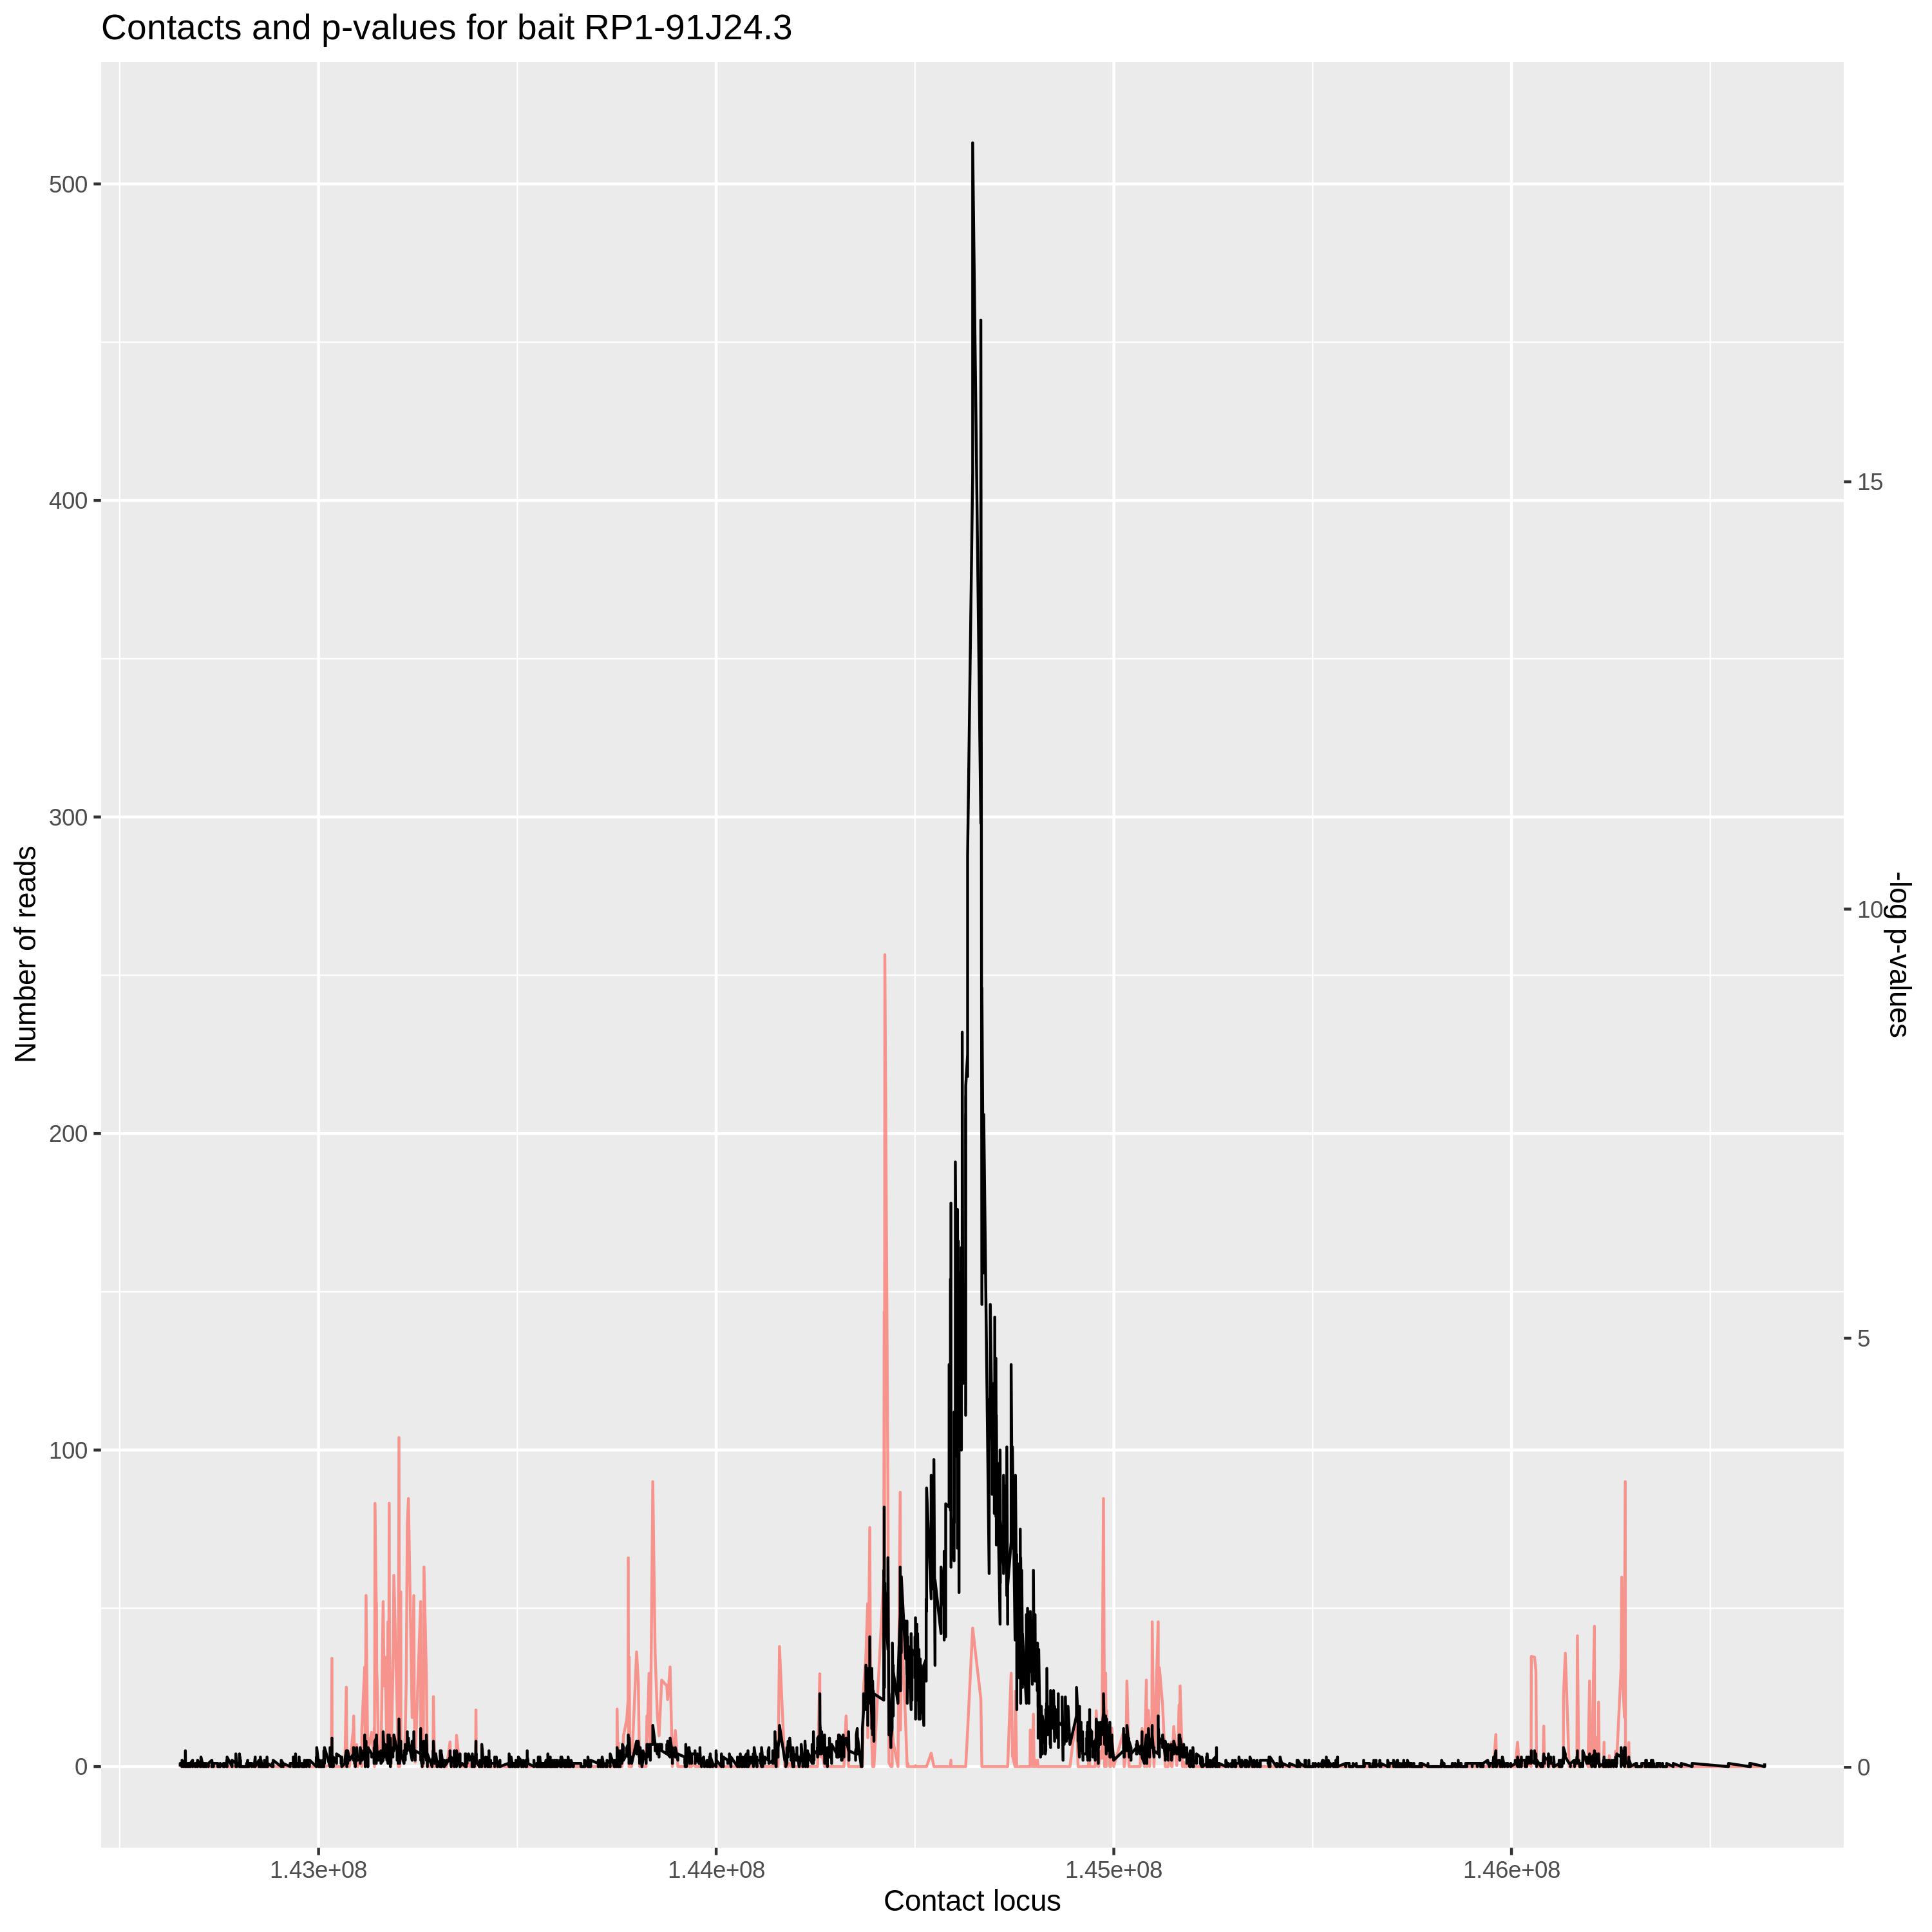 Contacts and p-values for bait RP1-91J24.3
500
400
300
200
100
0
Number of reads
15
10
5
0
-log p-values
1.43e+08
1.44e+08
1.45e+08
1.46e+08
Contact locus